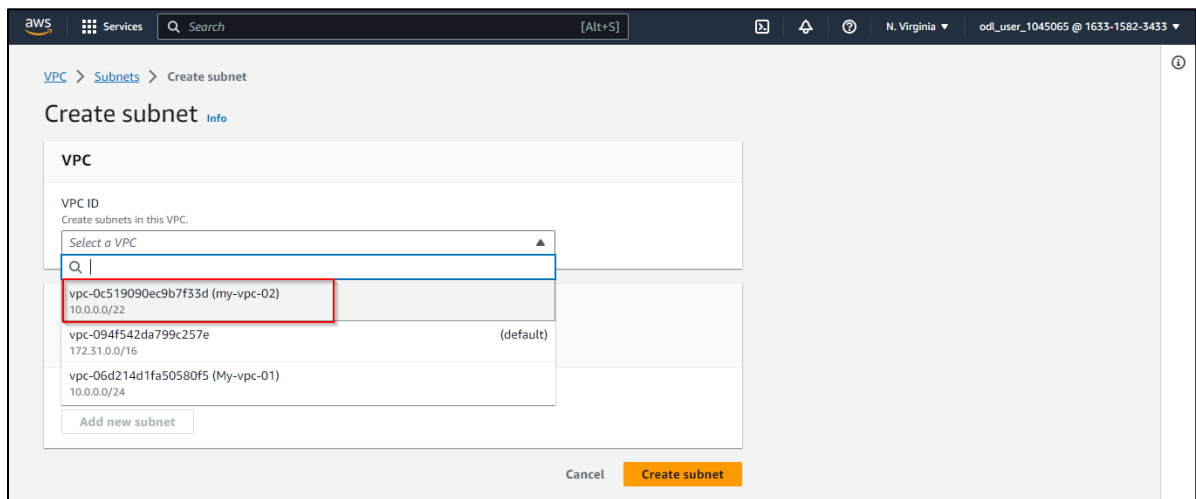 aws Services Search [Alt+S] N. Virginia odl_user_1045065 @ 1633-1582-3433
VPC > Subnets > Create subnet
Create subnet Info
VPC
VPC ID
Create subnets in this VPC.
Select a VPC
vpc-0c519090ec9b7f33d (my-vpc-02)
10.0.0.0/22
vpc-094f542da799c257e (default)
172.31.0.0/16
vpc-06d214d1fa50580f5 (My-vpc-01)
10.0.0.0/24
Add new subnet
Cancel Create subnet